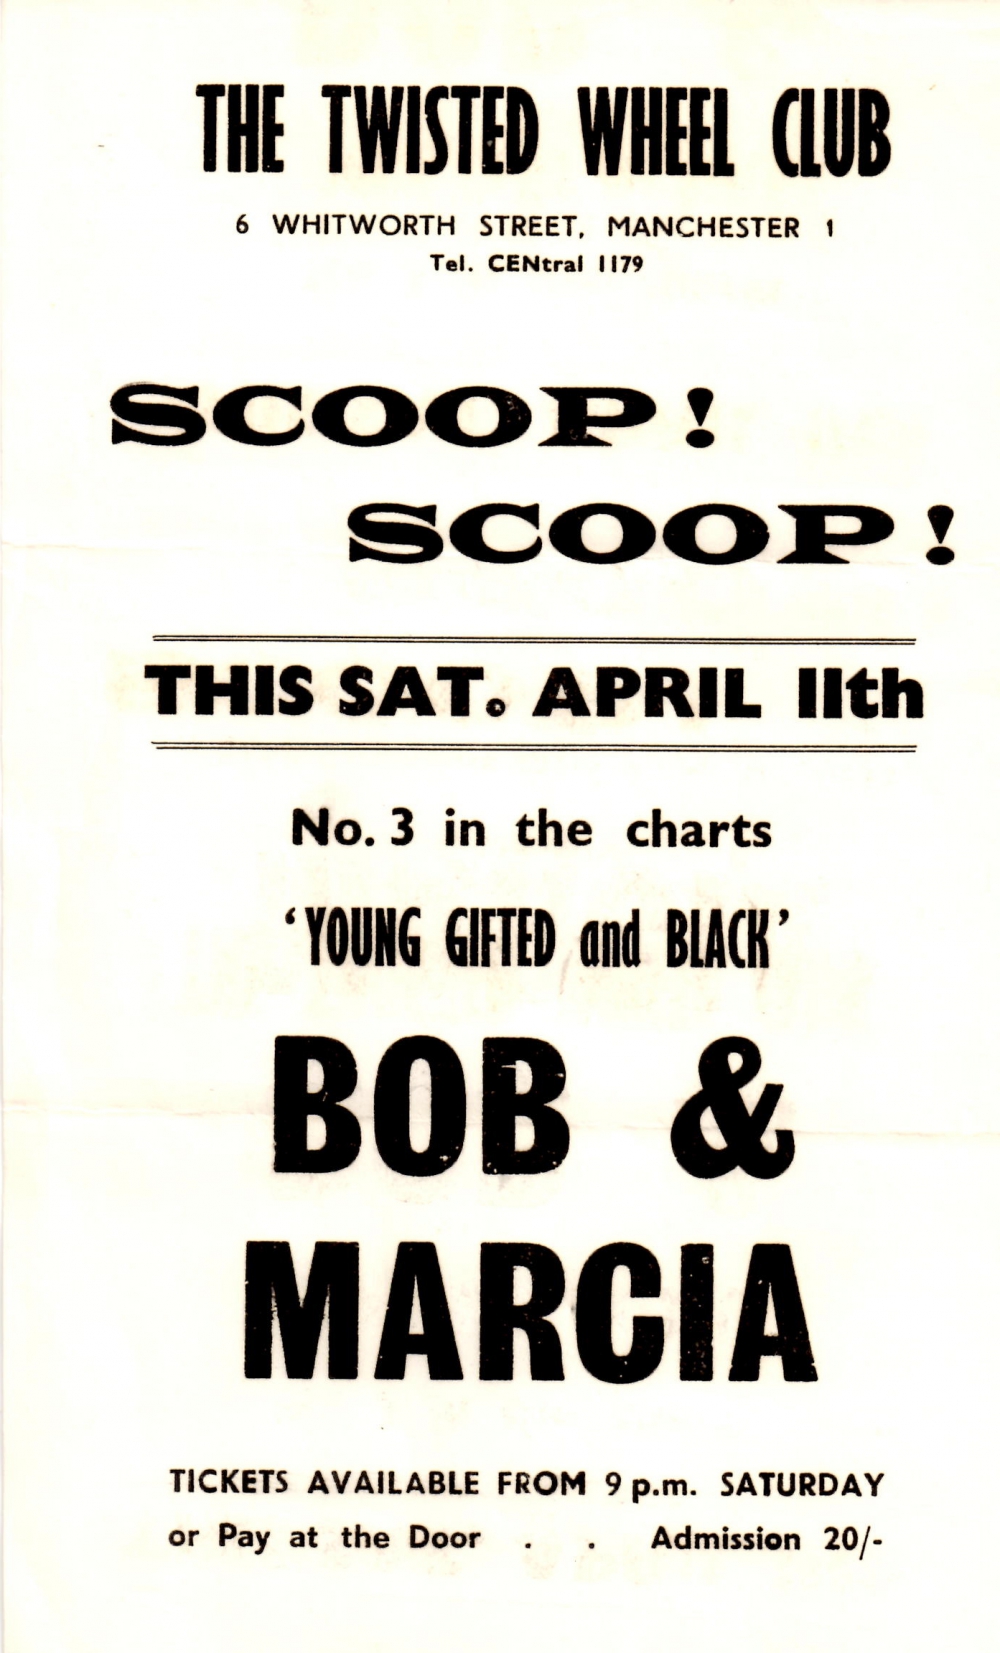 THE TWISTED WHEEL CLUB
6 WHITWORTH STREET, MANCHESTER 1
Tel. CENtral 1179
SCOOP!
SCOOP!
THIS SAT. APRIL 11th
No. 3 in the charts
‘YOUNG GIFTED and BLACK’
BOB &
MARCIA
TICKETS AVAILABLE FROM 9 p.m. SATURDAY
or Pay at the Door . . Admission 20/-